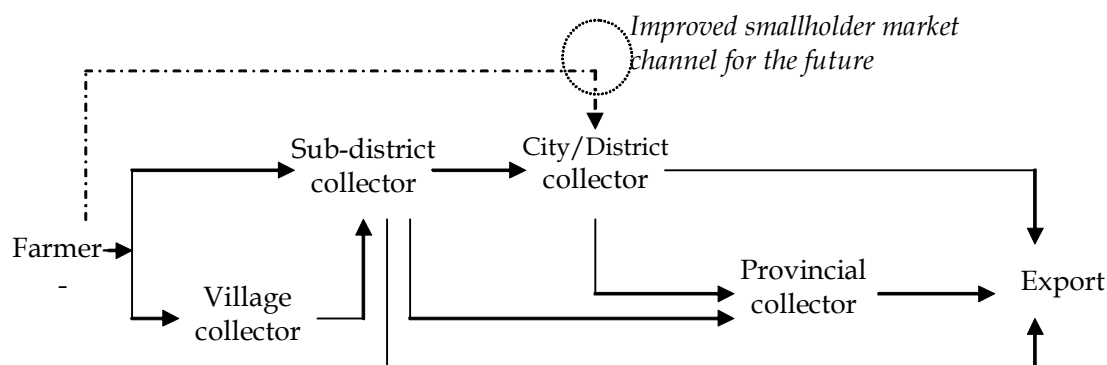 Improved smallholder market
channel for the future
Sub-district
collector
City/District
collector
Farmer
-
Village
collector
Provincial
collector
Export